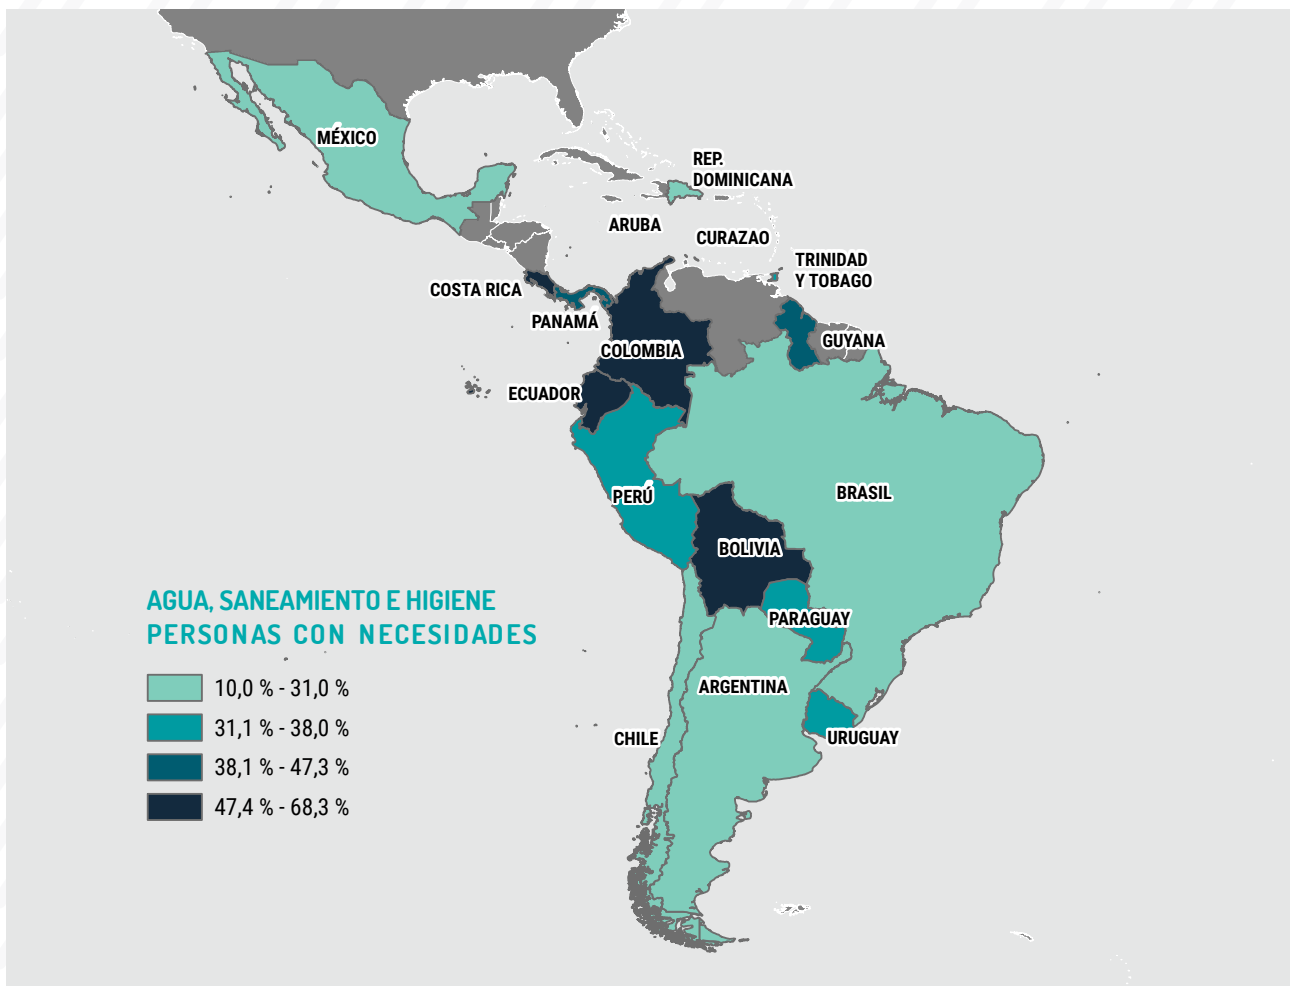 MÉXICO
REP.
DOMINICANA
ARUBA
CURAZAO
TRINIDAD
Y TOBAGO
COSTA RICA
PANAMÁ
GUYANA
COLOMBIA
ECUADOR
PERÚ
BRASIL
BOLIVIA
PARAGUAY
ARGENTINA
CHILE
URUGUAY
AGUA, SANEAMIENTO E HIGIENE
PERSONAS CON NECESIDADES
10,0 % - 31,0 %
31,1 % - 38,0 %
38,1 % - 47,3 %
47,4 % - 68,3 %